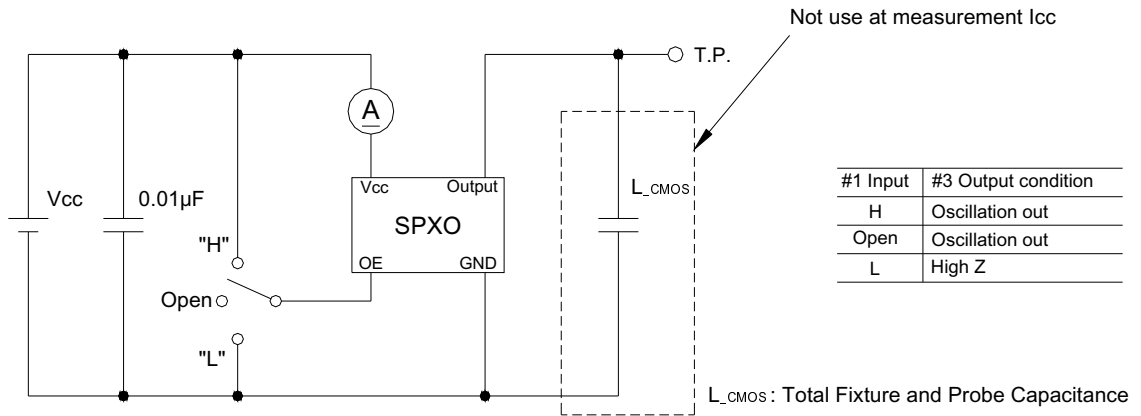 Not use at measurement Icc
T.P.
A
Vcc
0.01µF
Vcc Output
SPXO
OE GND
"H"
Open
"L"
L_CMOS
#1 Input #3 Output condition
H Oscillation out
Open Oscillation out
L High Z
L_CMOS : Total Fixture and Probe Capacitance